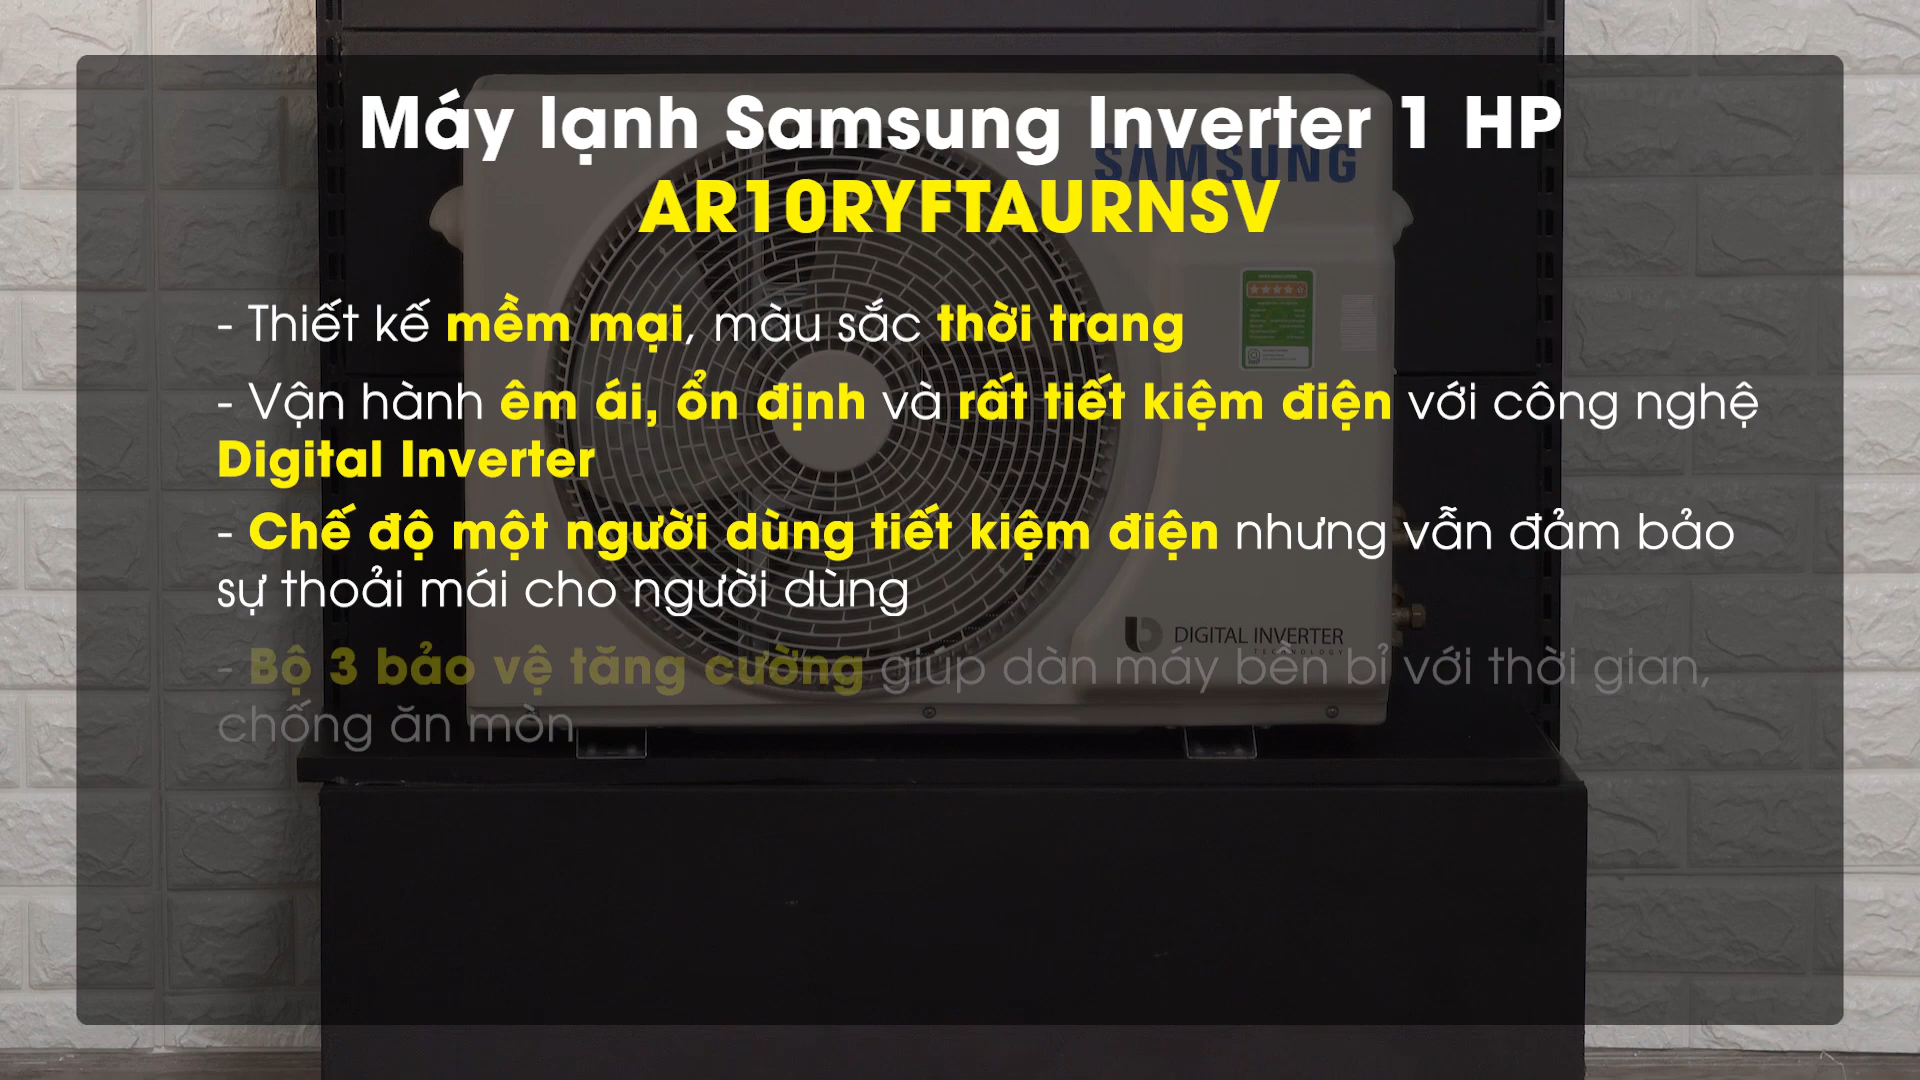 Máy lạnh Samsung Inverter 1 HP
SAMSUNG
AR10RYFTAURNSV
- Thiết kế mềm mại, màu sắc thời trang
- Vận hành êm ái, ổn định và rất tiết kiệm điện với công nghệ
Digital Inverter
- Chế độ một người dùng tiết kiệm điện nhưng vẫn đảm bảo
sự thoải mái cho người dùng
DIGITAL INVERTER
TECHNOLOGY
- Bộ 3 bảo vệ tăng cường giúp dàn máy bền bỉ với thời gian,
chống ăn mòn